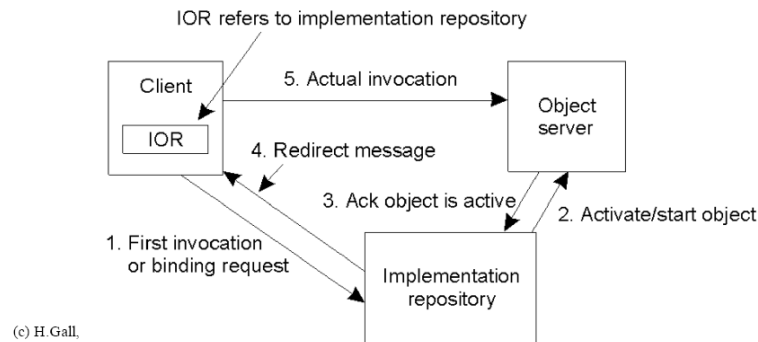 IOR refers to implementation repository
Client
IOR
5. Actual invocation
Object
server
4. Redirect message
3. Ack object is active
2. Activate/start object
1. First invocation
or binding request
Implementation
repository
(c) H.Gall,